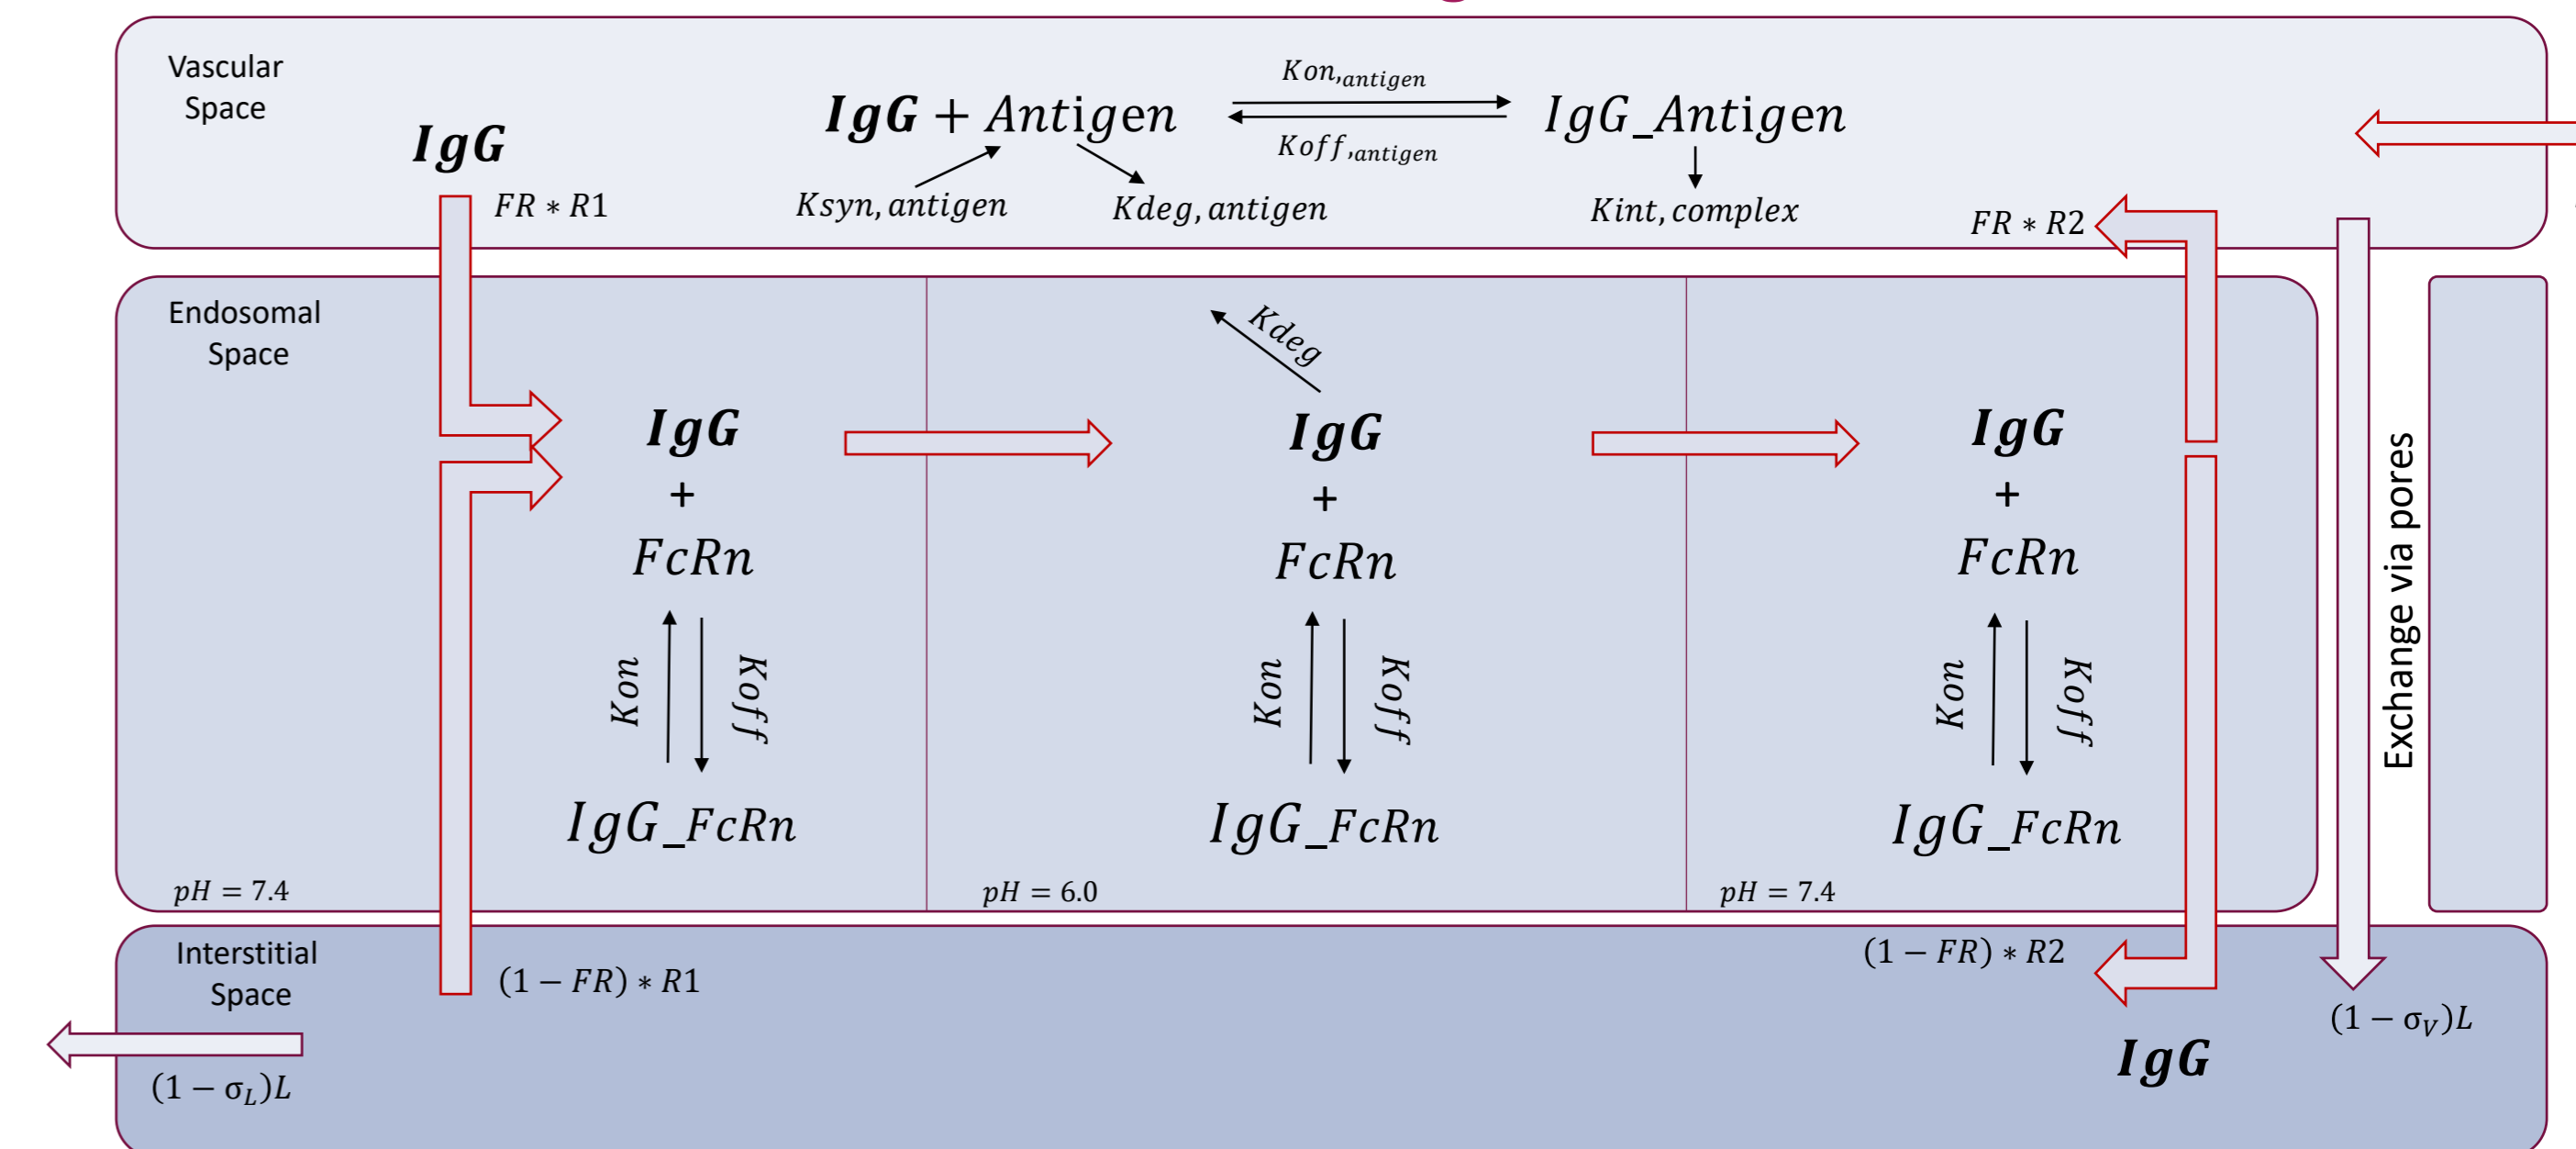 Vascular
Space
IgG
FR ∗ R1
IgG + Antigen
Kon,antigen
Koff,antigen
IgG_Antigen
Ksyn, antigen
Kdeg, antigen
Kint, complex
FR ∗ R2
Endosomal
Space
IgG
+
FcRn
Kon
Koff
IgG_FcRn
pH = 7.4
Kdeg
IgG
+
FcRn
Kon
Koff
IgG_FcRn
pH = 6.0
IgG
+
FcRn
Kon
Koff
IgG_FcRn
pH = 7.4
Exchange via pores
Interstitial
Space
(1 − FR) ∗ R1
(1 − FR) ∗ R2
IgG
(1 − σV)L
(1 − σL)L